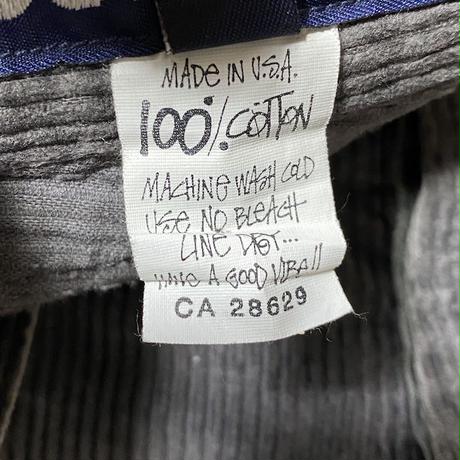 MADE IN U.S.A.
100% COTTON
MACHINE WASH COLD
USE NO BLEACH
LINE DRY...
HAVE A GOOD VIBE!!
CA 28629